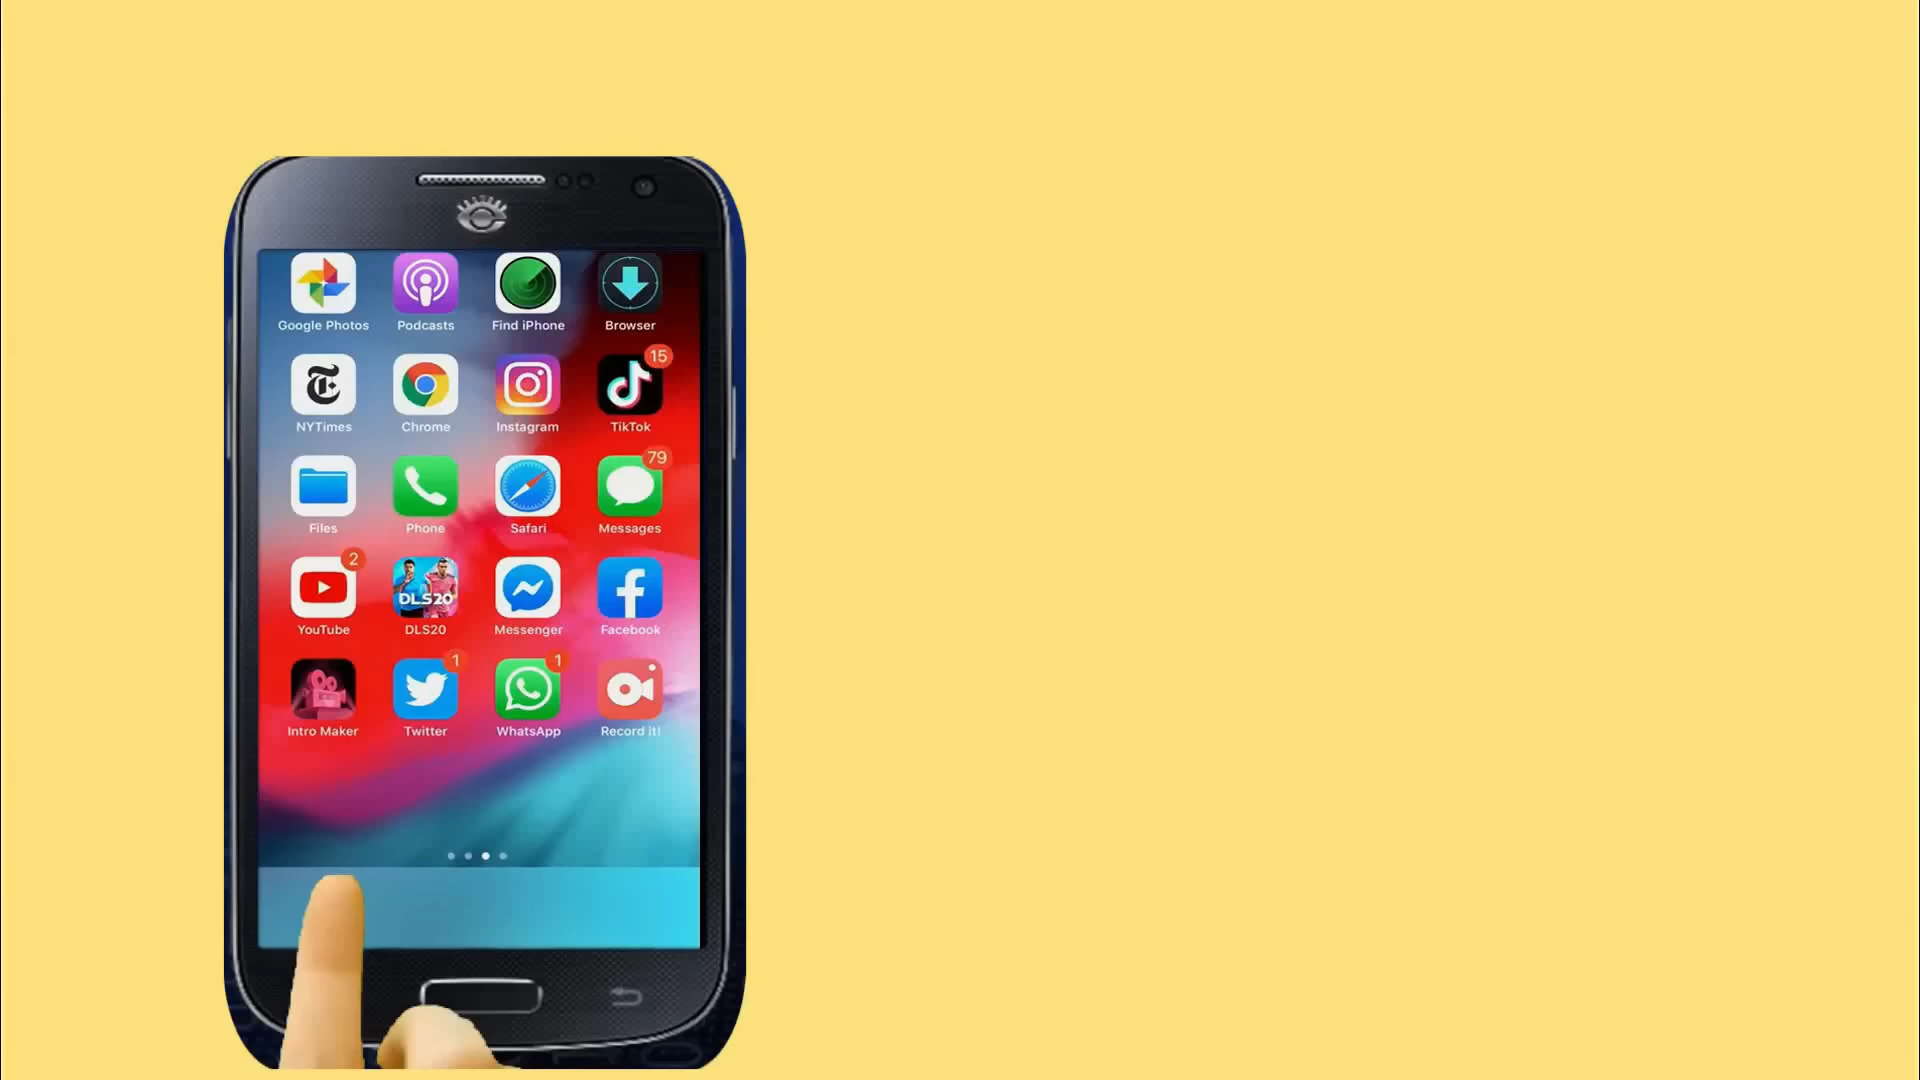 Google Photos Podcasts Find iPhone Browser
15
NYTimes Chrome Instagram TikTok
79
Files Phone Safari Messages
2
DLS20
YouTube DLS20 Messenger Facebook
1 1
Intro Maker Twitter WhatsApp Record it!